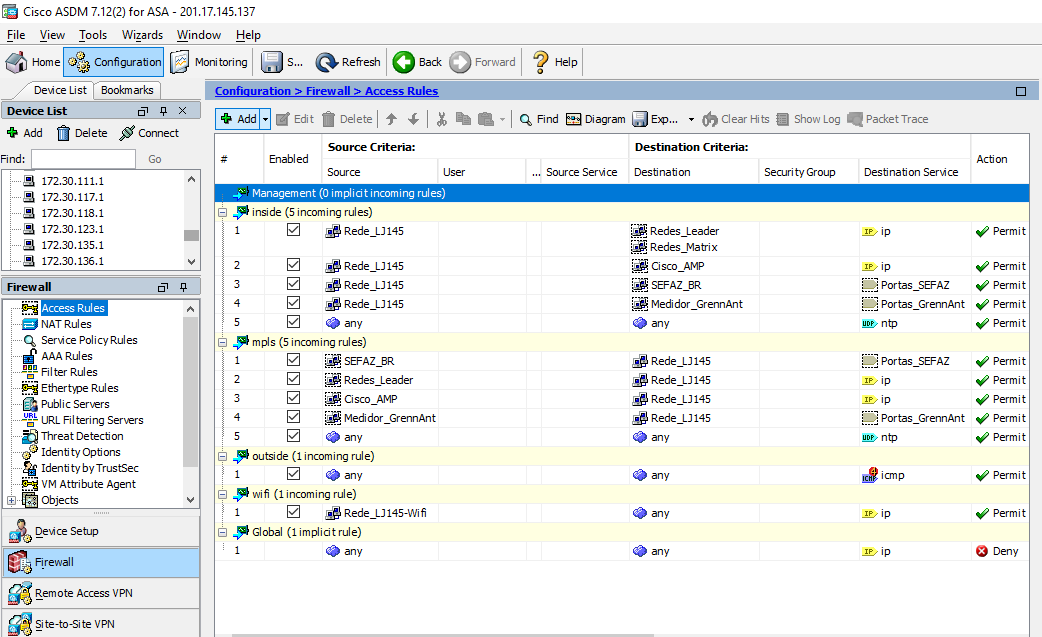 Cisco ASDM 7.12(2) for ASA - 201.17.145.137
File View Tools Wizards Window Help
Home Configuration Monitoring S... Refresh Back Forward Help
Device List Bookmarks
Device List
Add Delete Connect
Find: Go
172.30.111.1
172.30.117.1
172.30.118.1
172.30.123.1
172.30.135.1
172.30.136.1
Firewall
Access Rules
NAT Rules
Service Policy Rules
AAA Rules
Filter Rules
Ethertype Rules
Public Servers
URL Filtering Servers
Threat Detection
Identity Options
Identity by TrustSec
VM Attribute Agent
Objects
Device Setup
Firewall
Remote Access VPN
Site-to-Site VPN
Configuration > Firewall > Access Rules
Add Edit Delete Find Diagram Exp... Clear Hits Show Log Packet Trace
# Enabled Source Criteria: Destination Criteria: Action
Source User ... Source Service Destination Security Group Destination Service
Management (0 implicit incoming rules)
inside (5 incoming rules)
1 Rede_LJ145 Redes_Leader ip Permit
Redes_Matrix
2 Rede_LJ145 Cisco_AMP ip Permit
3 Rede_LJ145 SEFAZ_BR Portas_SEFAZ Permit
4 Rede_LJ145 Medidor_GrennAnt Portas_GrennAnt Permit
5 any any UDP ntp Permit
mpls (5 incoming rules)
1 SEFAZ_BR Rede_LJ145 Portas_SEFAZ Permit
2 Redes_Leader Rede_LJ145 IP ip Permit
3 Cisco_AMP Rede_LJ145 IP ip Permit
4 Medidor_GrennAnt Rede_LJ145 Portas_GrennAnt Permit
5 any any UDP ntp Permit
outside (1 incoming rule)
1 any any ICMP icmp Permit
wifi (1 incoming rule)
1 Rede_LJ145-Wifi any IP ip Permit
Global (1 implicit rule)
1 any any IP ip Deny